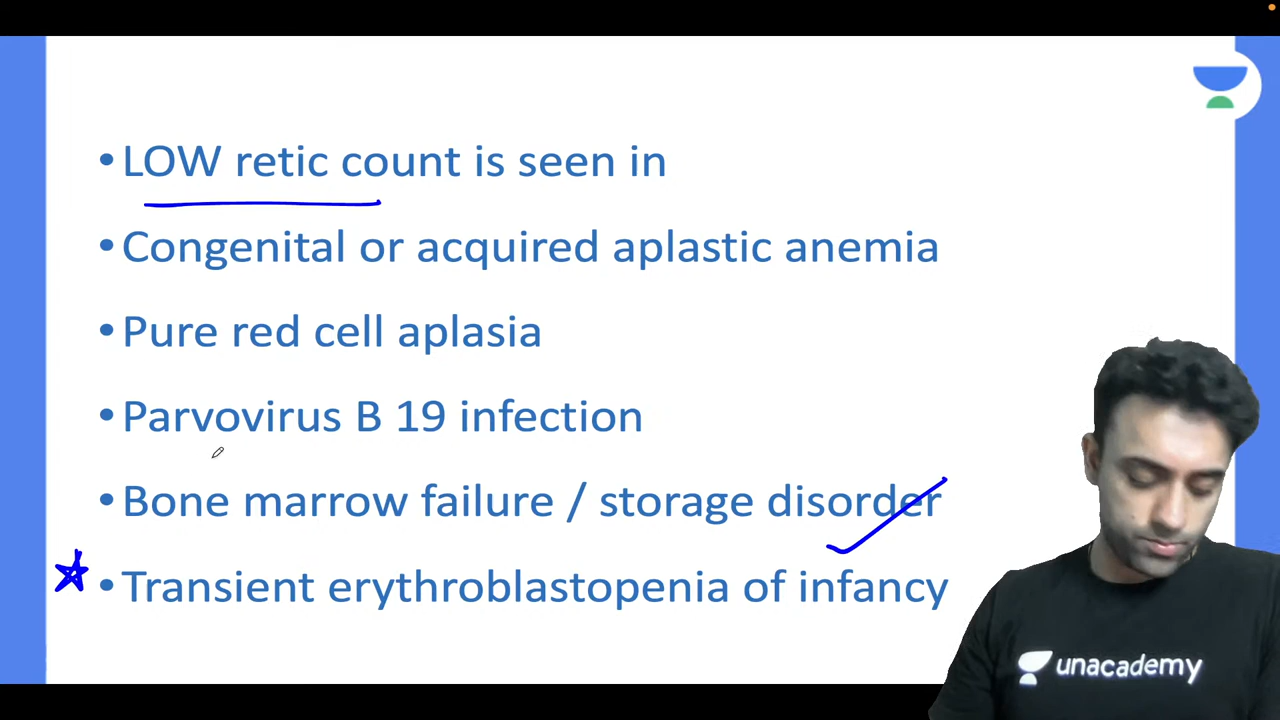 •LOW retic count is seen in
•Congenital or acquired aplastic anemia
•Pure red cell aplasia
•Parvovirus B 19 infection
•Bone marrow failure / storage disorder
•Transient erythroblastopenia of infancy
unacademy